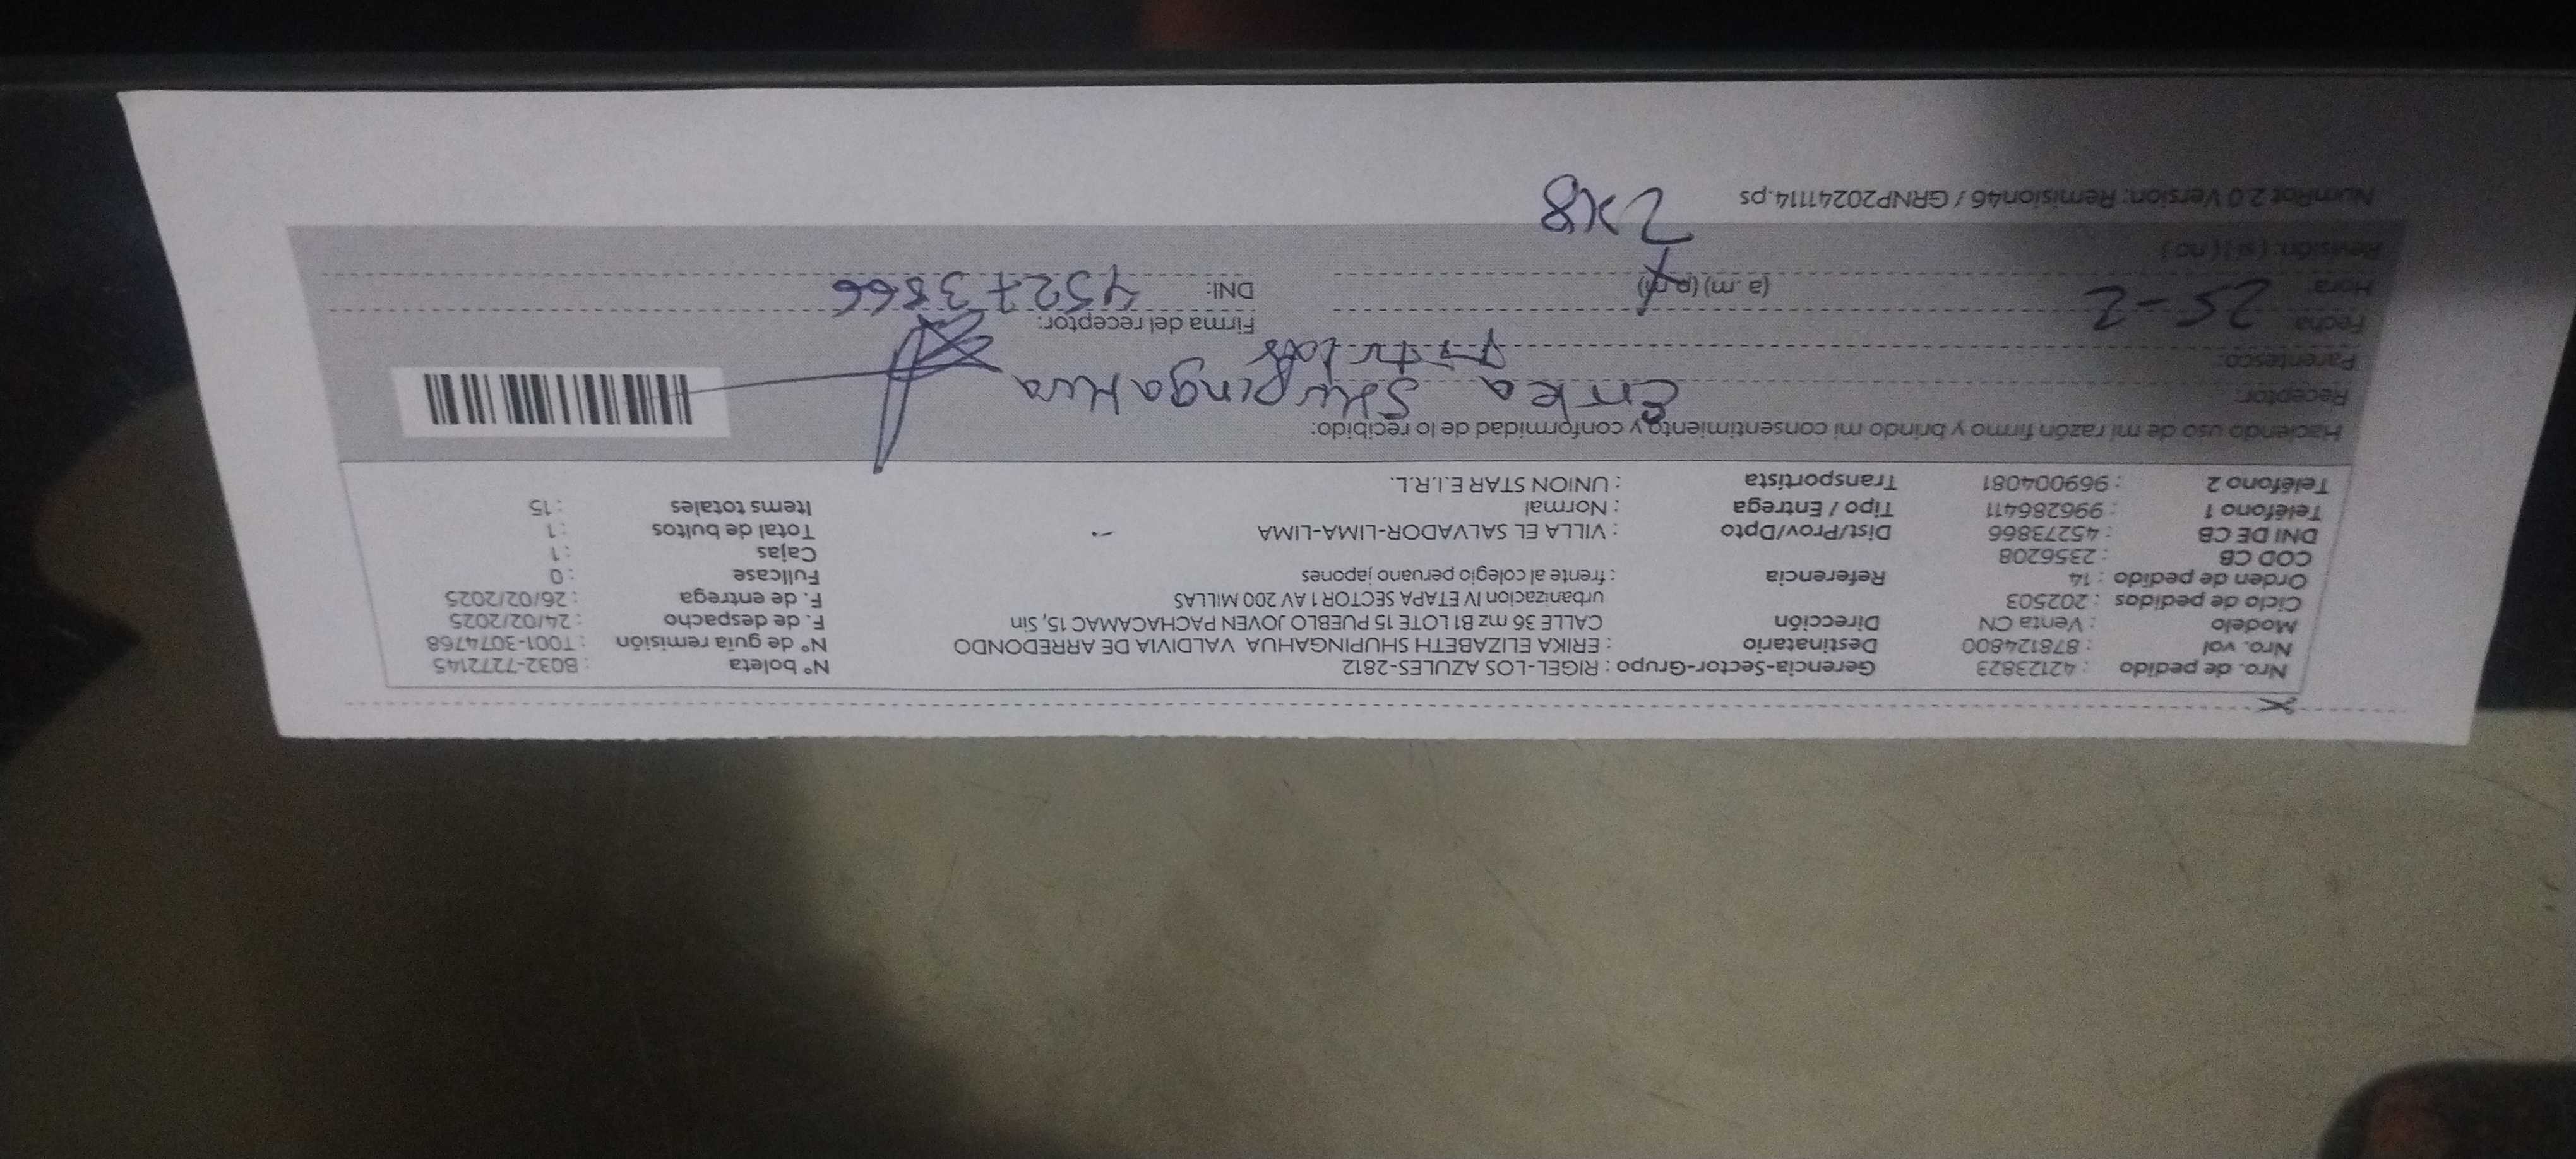 Nro. de pedido : 42123823 Gerencia-Sector-Grupo : RIGEL-LOS AZULES-2812 N° boleta : B032-7272145
Nro. val : 878124800 Destinatario : ERIKA ELIZABETH SHUPINGAHUA VALDIVIA DE ARREDONDO N° de guía remisión : T001-3074768
Modelo : Venta CN Dirección CALLE 36 mz B1 LOTE 15 PUEBLO JOVEN PACHACAMAC 15, Sin F. de despacho : 24/02/2025
Ciclo de pedidos : 202503 urbanizacion IV ETAPA SECTOR 1 AV 200 MILLAS F. de entrega : 26/02/2025
Orden de pedido : 14 Referencia : frente al colegio peruano japones Fullcase : 0
COD CB : 2356208 Cajas : 1
DNI DE CB : 45273866 Dist/Prov/Dpto : VILLA EL SALVADOR-LIMA-LIMA Total de bultos : 1
Teléfono 1 : 996286411 Tipo / Entrega : Normal Items totales : 15
Teléfono 2 : 969004081 Transportista : UNION STAR E.I.R.L.
Haciendo uso de mi razón firmo y brindo mi consentimiento y conformidad de lo recibido:
Receptor: Erika Shupingahua
Parentesco:
Fecha: 25-2 Firma del receptor:
Hora: (a. m) (p.m) DNI: 45273866
Revisión: ( si ) ( no )
NumRot 2.0 Version: Remision46 / GRNP20241114.ps